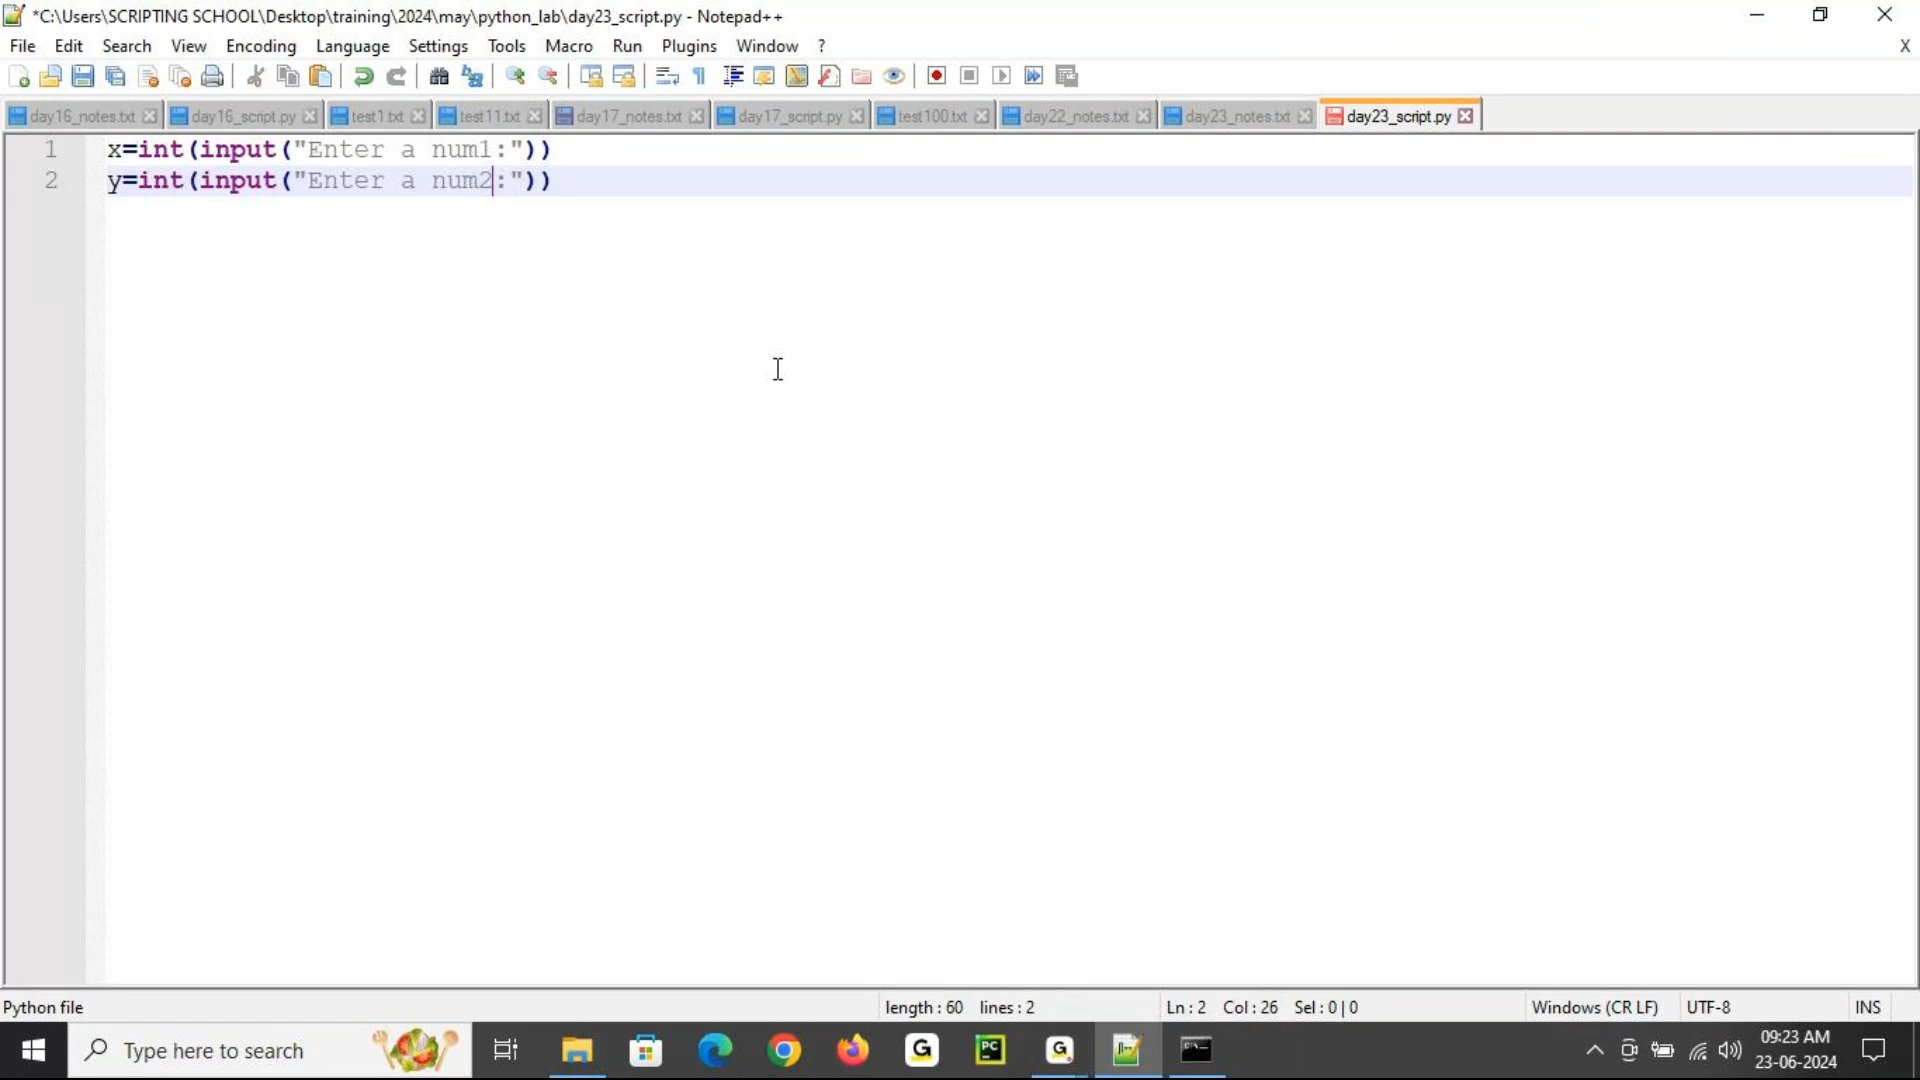 *C:\Users\SCRIPTING SCHOOL\Desktop\training\2024\may\python_lab\day23_script.py - Notepad++
File Edit Search View Encoding Language Settings Tools Macro Run Plugins Window ? X
day16_notes.txt day16_script.py test1.txt test11.txt day17_notes.txt day17_script.py test100.txt day22_notes.txt day23_notes.txt day23_script.py
1 x=int(input("Enter a num1:"))
2 y=int(input("Enter a num2:"))
Python file length : 60 lines : 2 Ln : 2 Col : 26 Sel : 0 | 0 Windows (CR LF) UTF-8 INS
Type here to search
09:23 AM
23-06-2024